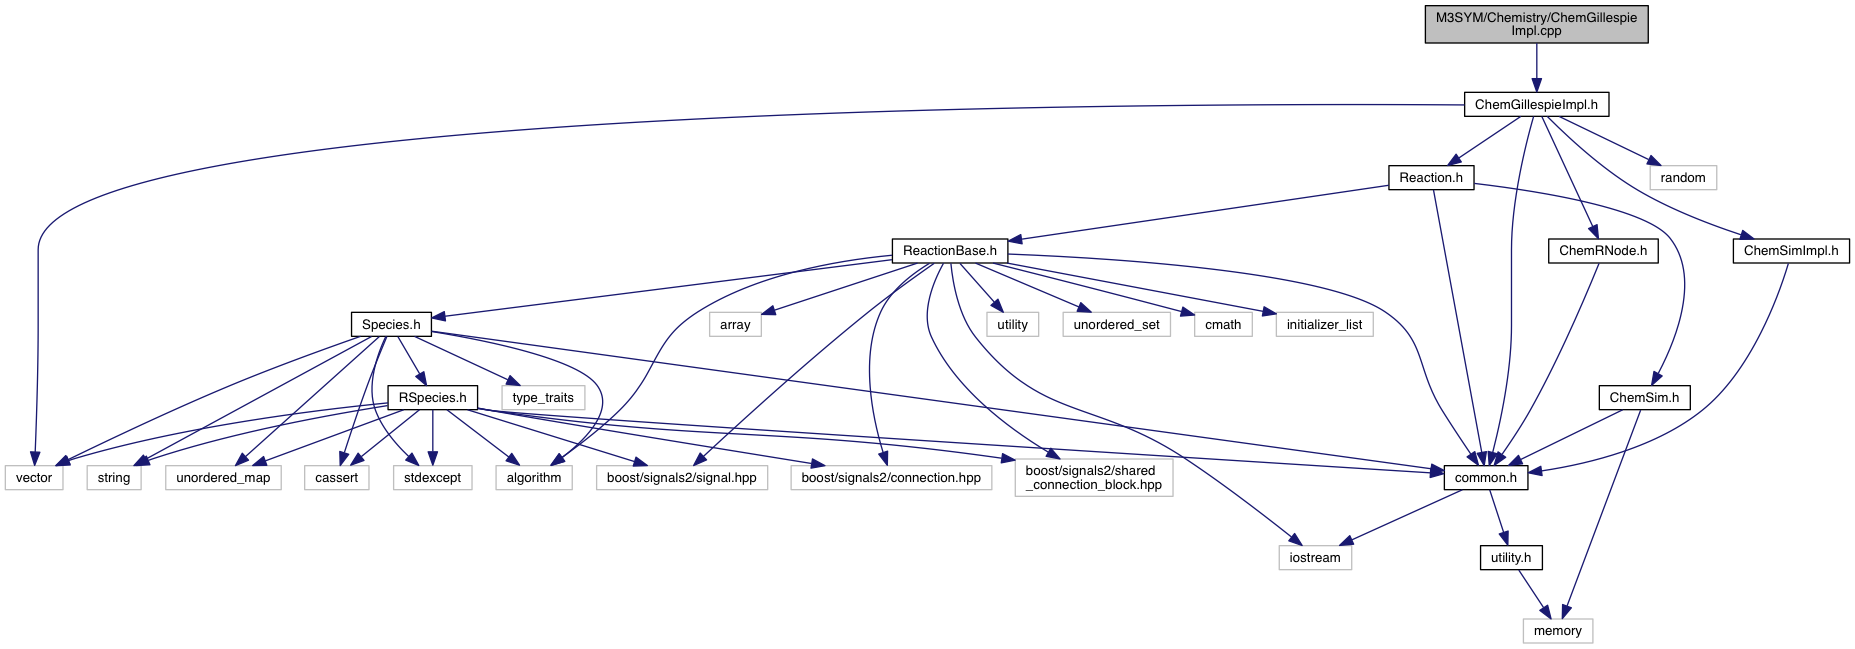 M3SYM/Chemistry/ChemGillespie
Impl.cpp
ChemGillespieImpl.h
Reaction.h
random
ReactionBase.h
ChemRNode.h
ChemSimImpl.h
Species.h
array
utility
unordered_set
cmath
initializer_list
RSpecies.h
type_traits
ChemSim.h
vector
string
unordered_map
cassert
stdexcept
algorithm
boost/signals2/signal.hpp
boost/signals2/connection.hpp
boost/signals2/shared
_connection_block.hpp
common.h
iostream
utility.h
memory